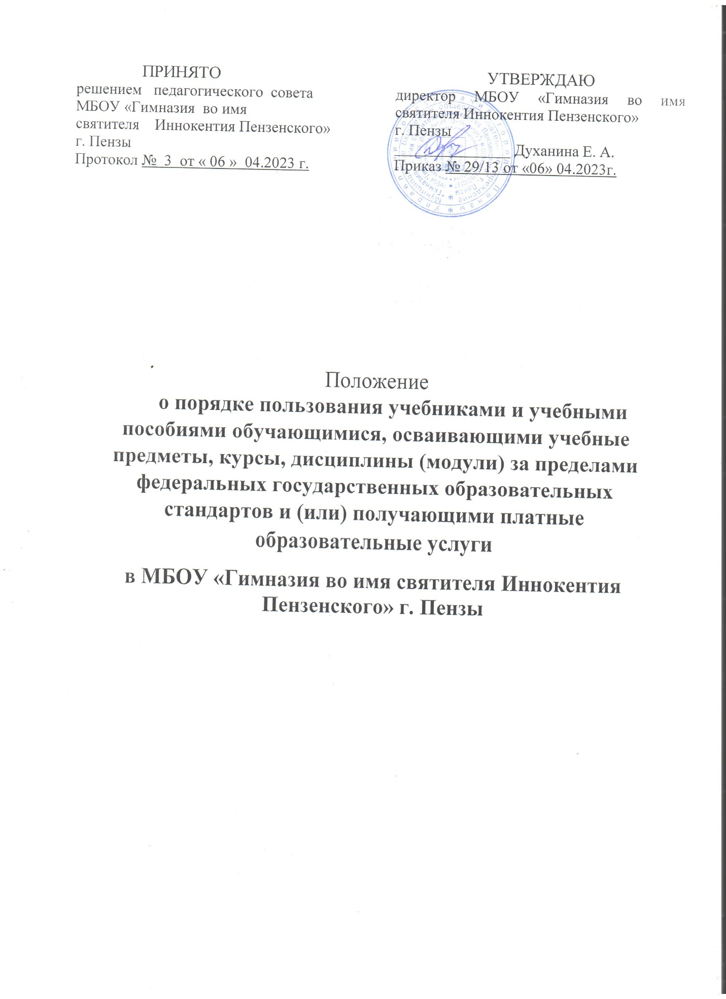 ПРИНЯТО
решением педагогического совета
МБОУ «Гимназия во имя
святителя Иннокентия Пензенского»
г. Пензы
Протокол № 3 от « 06 » 04.2023 г.
УТВЕРЖДАЮ
директор МБОУ «Гимназия во имя
святителя Иннокентия Пензенского»
г. Пензы
Духанина Е. А.
Приказ № 29/13 от «06» 04.2023г.
Положение
о порядке пользования учебниками и учебными
пособиями обучающимися, осваивающими учебные
предметы, курсы, дисциплины (модули) за пределами
федеральных государственных образовательных
стандартов и (или) получающими платные
образовательные услуги
в МБОУ «Гимназия во имя святителя Иннокентия
Пензенского» г. Пензы